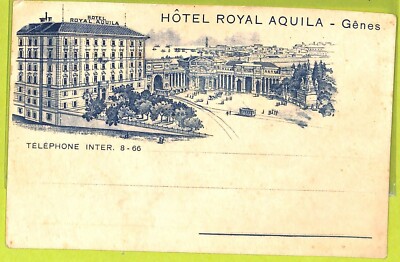 HÔTEL ROYAL AQUILA - Gênes
HOTEL
ROYAL AQUILA
TÉLÉPHONE INTER. 8-66